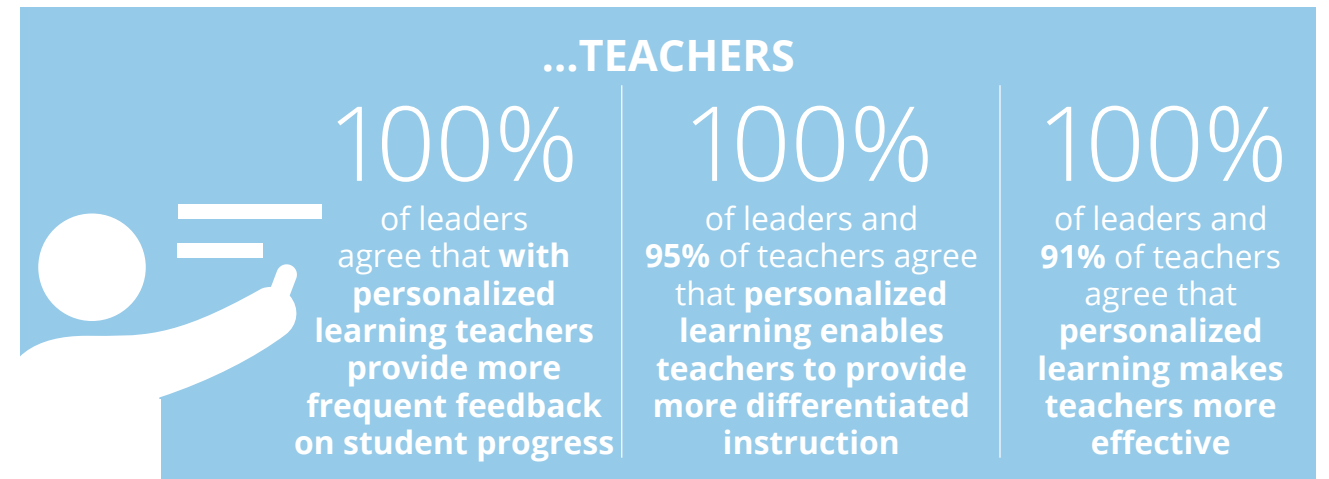 ...TEACHERS
100%
of leaders
agree that with
personalized
learning teachers
provide more
frequent feedback
on student progress
100%
of leaders and
95% of teachers agree
that personalized
learning enables
teachers to provide
more differentiated
instruction
100%
of leaders and
91% of teachers
agree that
personalized
learning makes
teachers more
effective